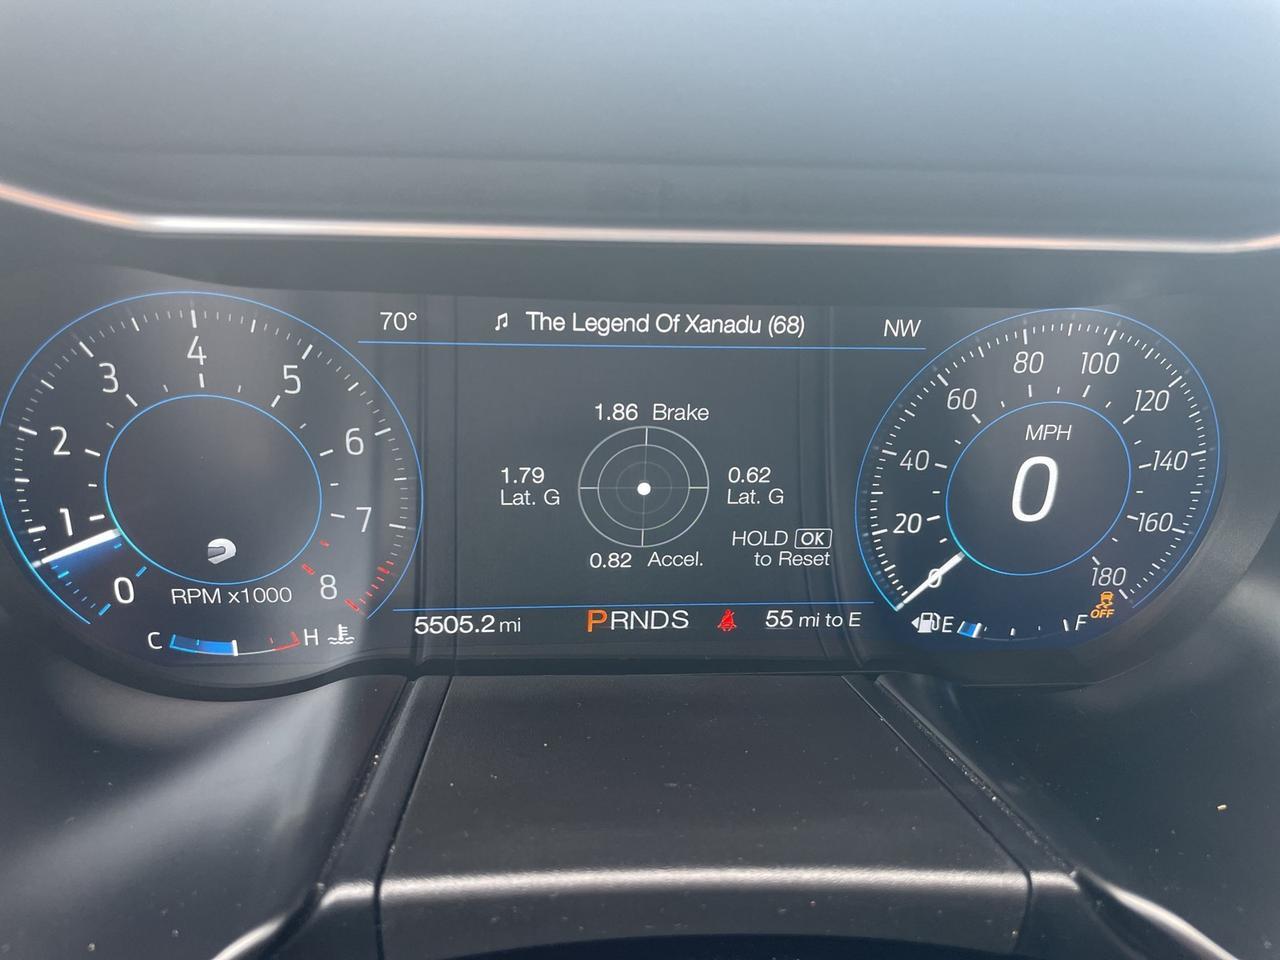 70°
The Legend Of Xanadu (68)
NW
0
1
2
3
4
5
6
7
8
RPM x1000
C
H
1.86 Brake
1.79
Lat. G
0.62
Lat. G
0.82 Accel.
HOLD OK
to Reset
5505.2 mi
PRNDS
55 mi to E
0
20
40
60
80
100
120
140
160
180
MPH
0
E
F
OFF